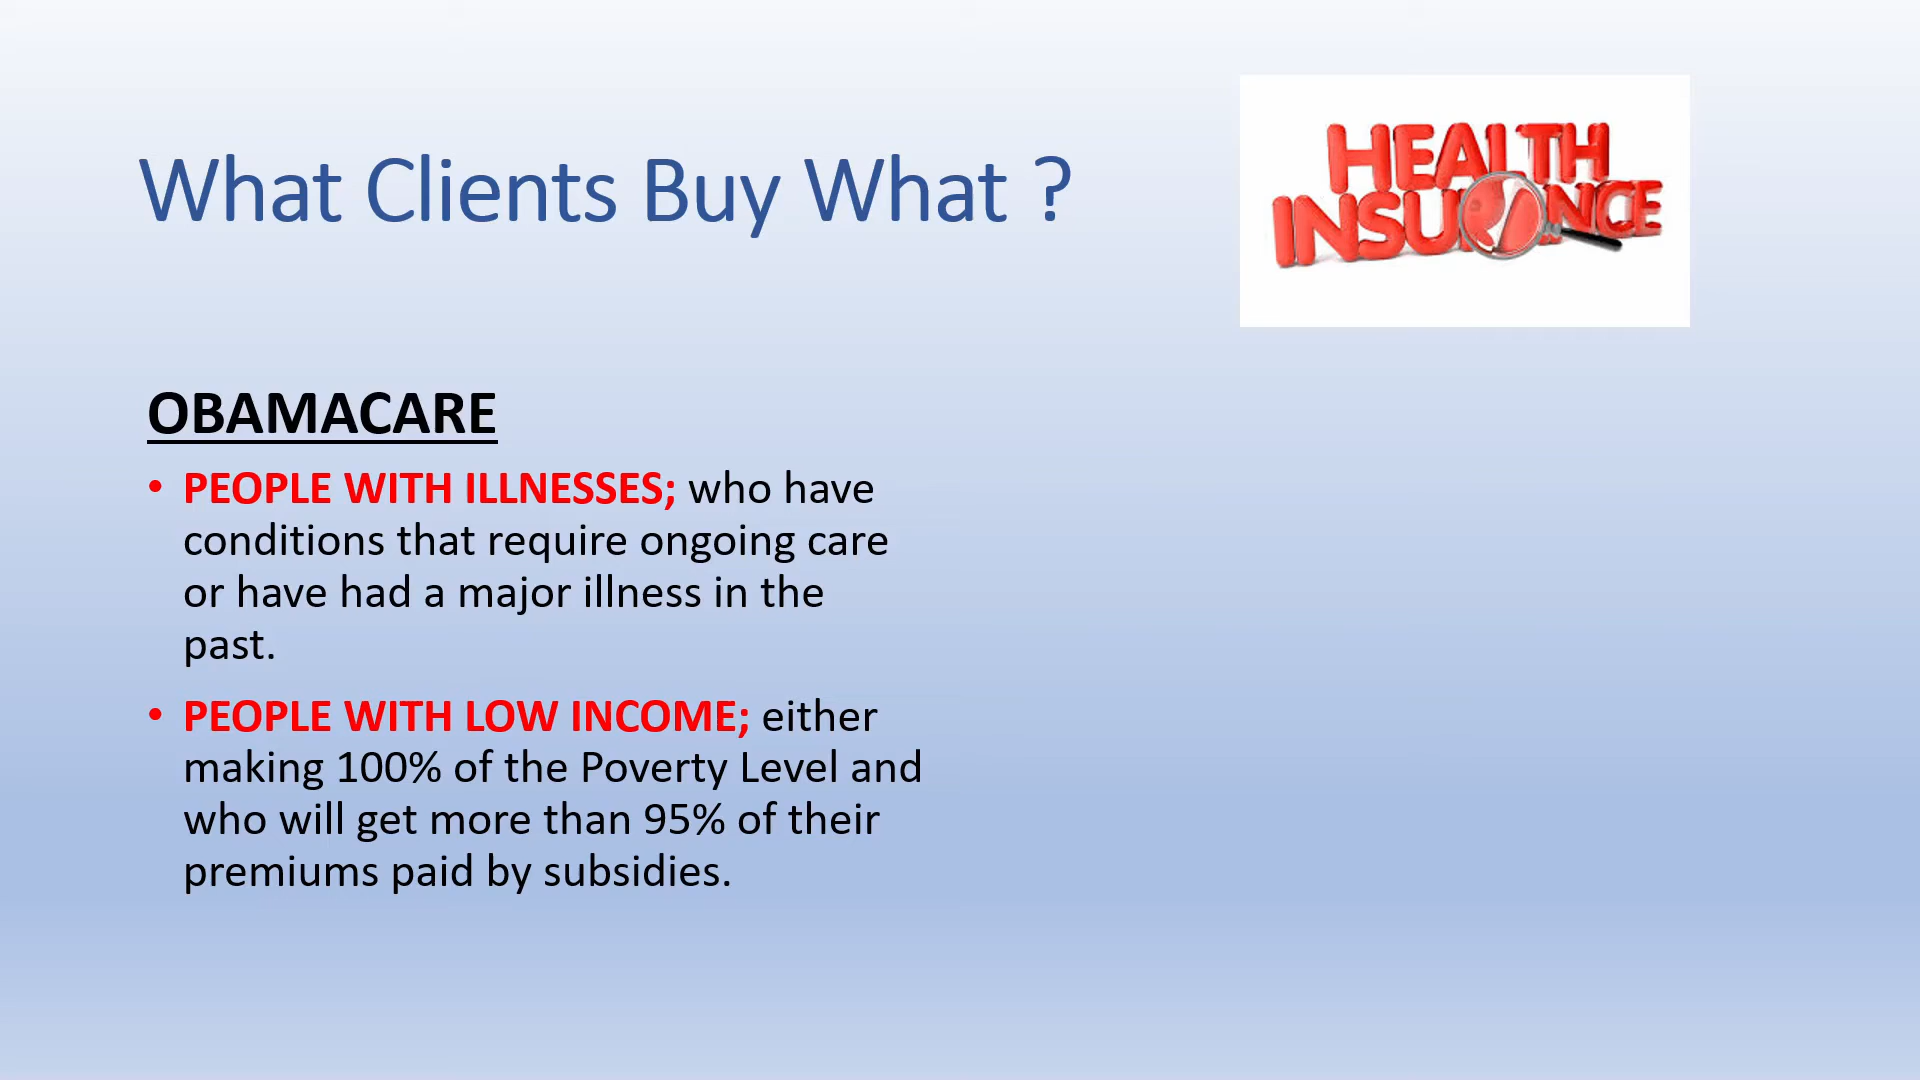 What Clients Buy What ?
HEALTH
INSURANCE
OBAMACARE
• PEOPLE WITH ILLNESSES; who have
conditions that require ongoing care
or have had a major illness in the
past.
• PEOPLE WITH LOW INCOME; either
making 100% of the Poverty Level and
who will get more than 95% of their
premiums paid by subsidies.